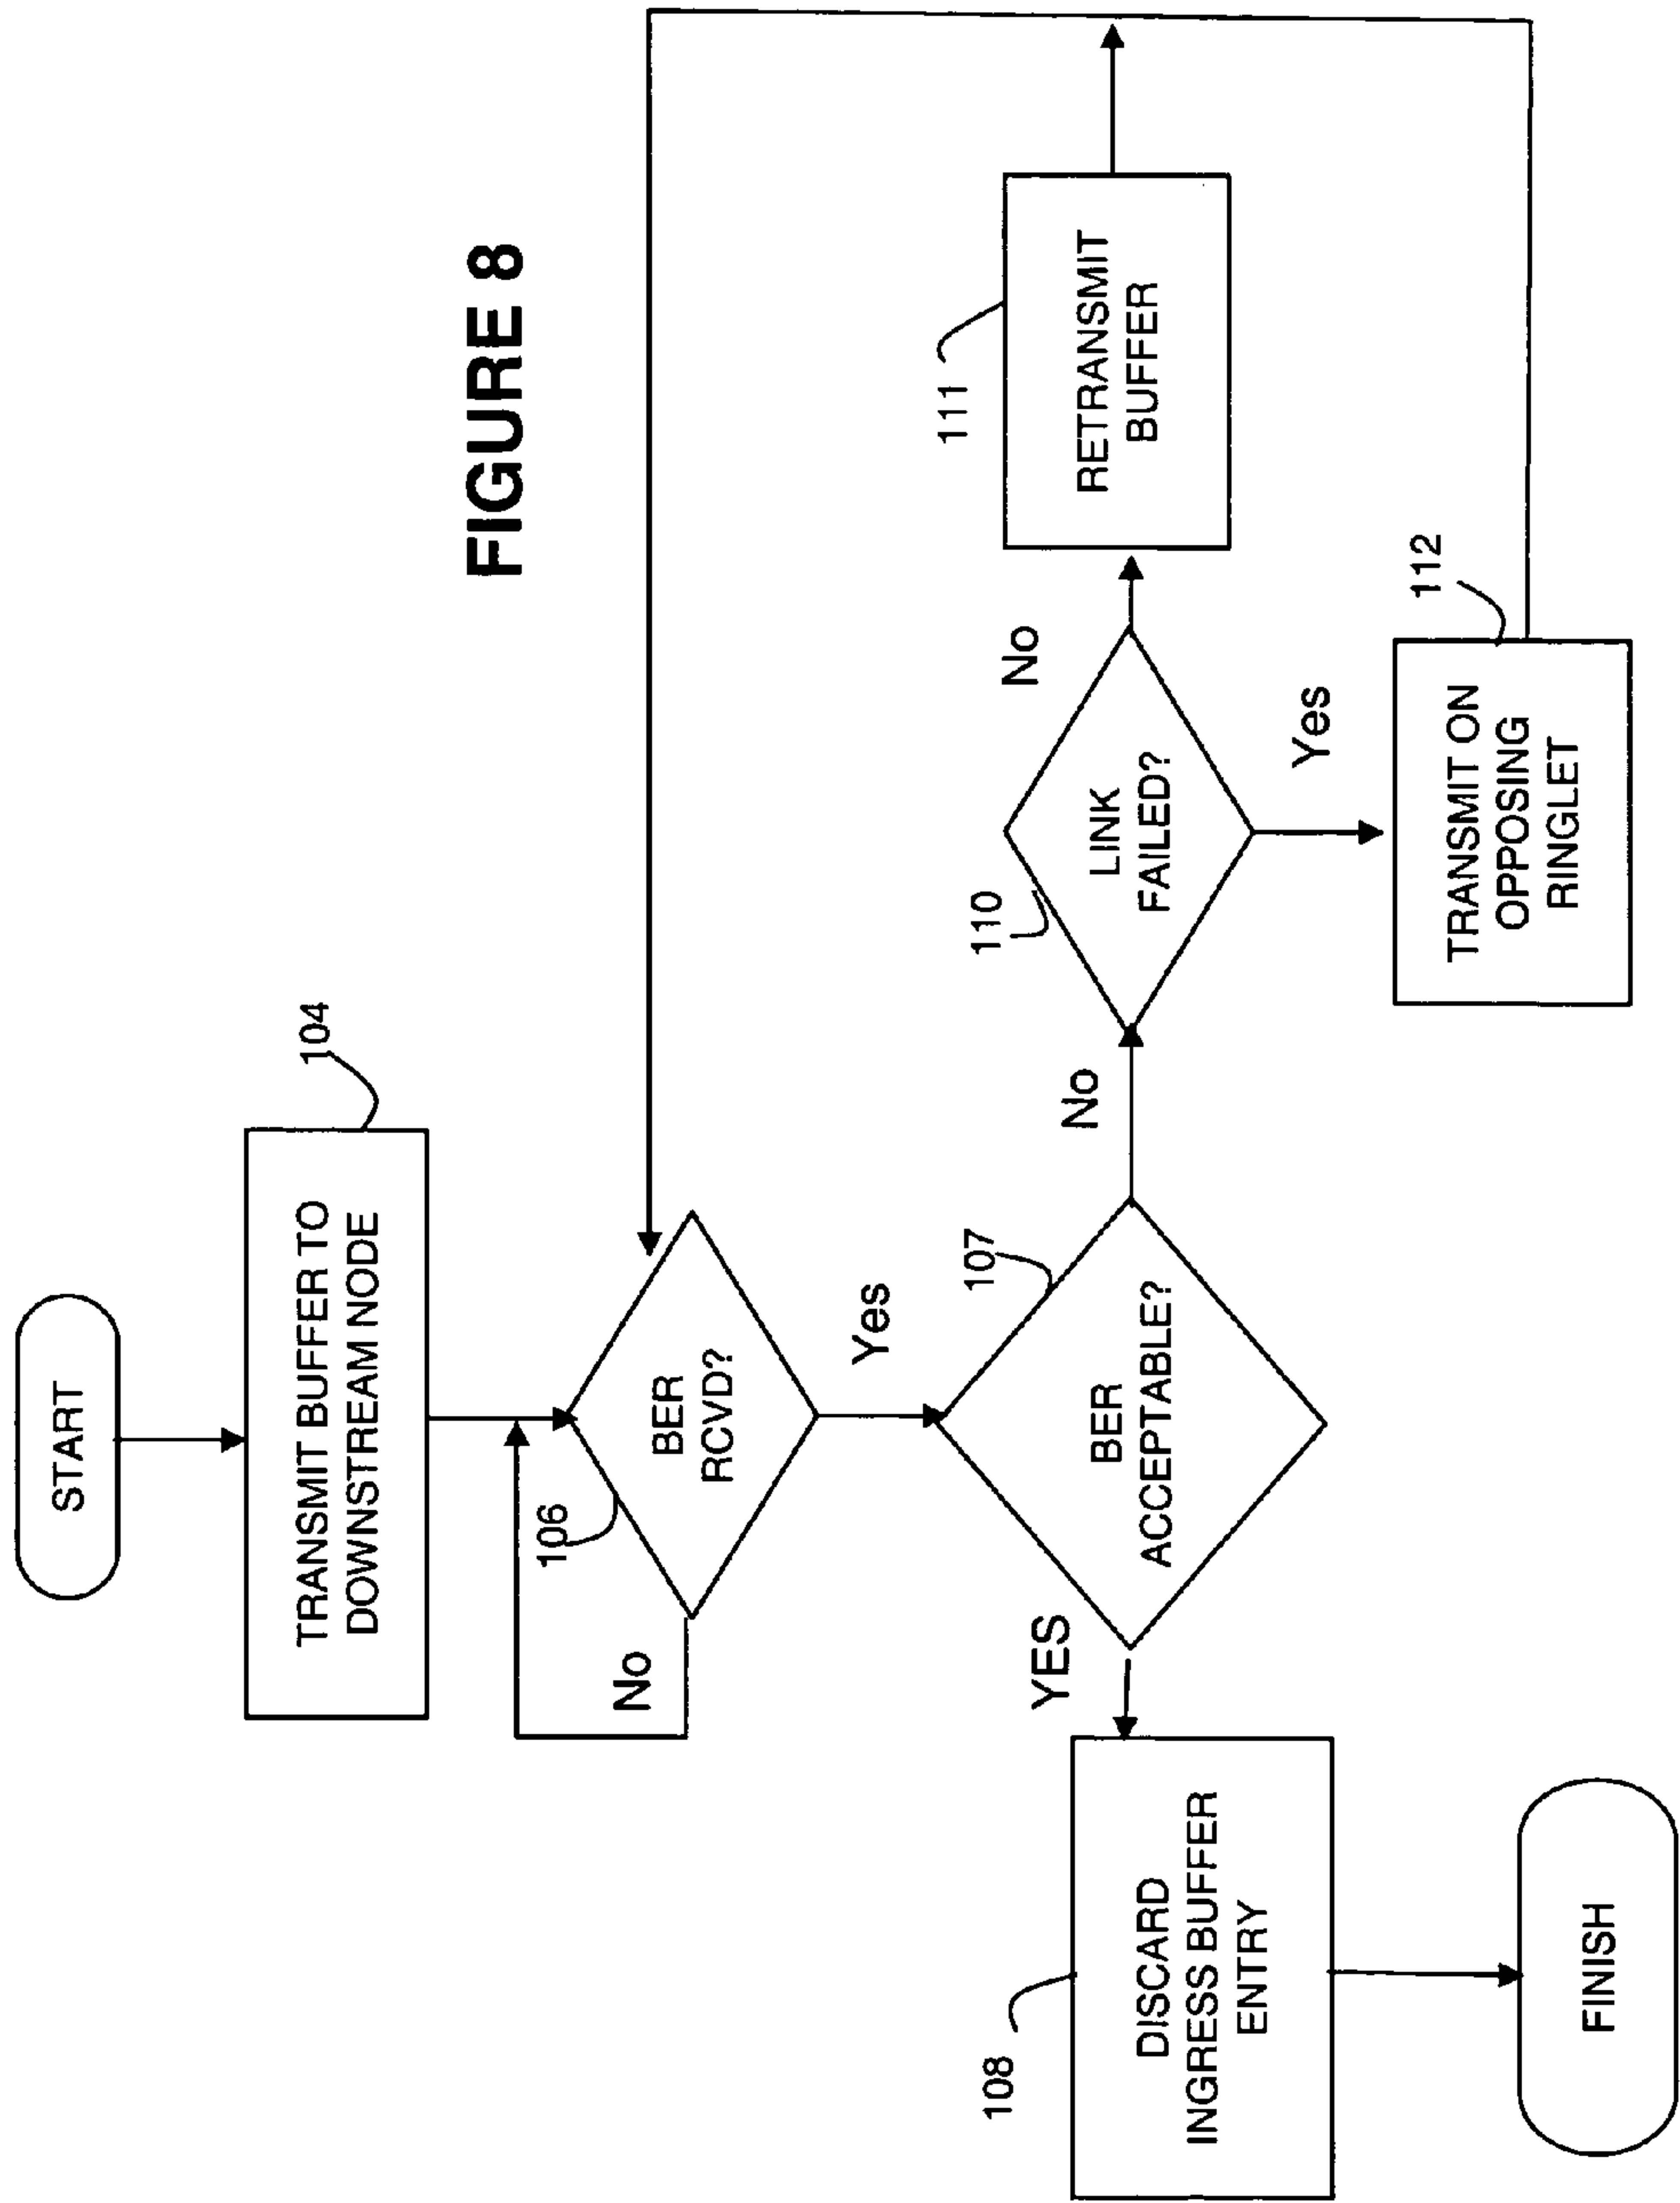 FIGURE 8
START
TRANSMIT BUFFER TO
DOWNSTREAM NODE
104
BER
RCVD?
106
No
Yes
BER
ACCEPTABLE?
107
YES
No
DISCARD
INGRESS BUFFER
ENTRY
108
FINISH
LINK
FAILED?
110
No
Yes
RETRANSMIT
BUFFER
111
TRANSMIT ON
OPPOSING
RINGLET
112